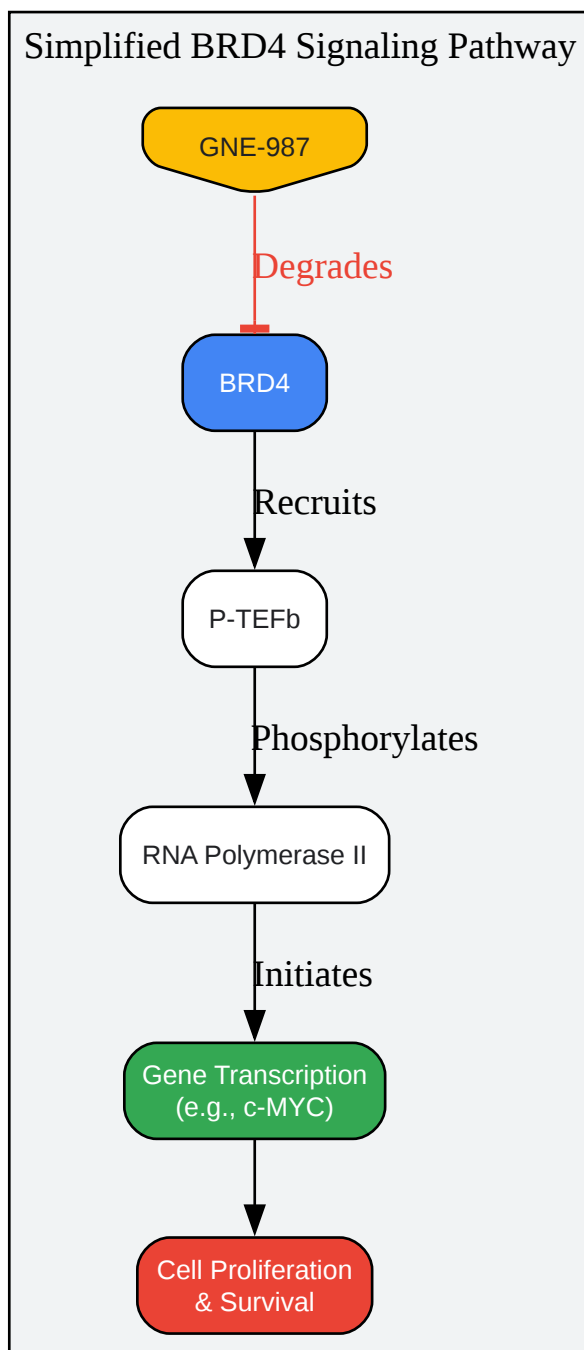 Simplified BRD4 Signaling Pathway
GNE-987
Degrades
BRD4
Recruits
P-TEFb
Phosphorylates
RNA Polymerase II
Initiates
Gene Transcription
(e.g., c-MYC)
Cell Proliferation
& Survival